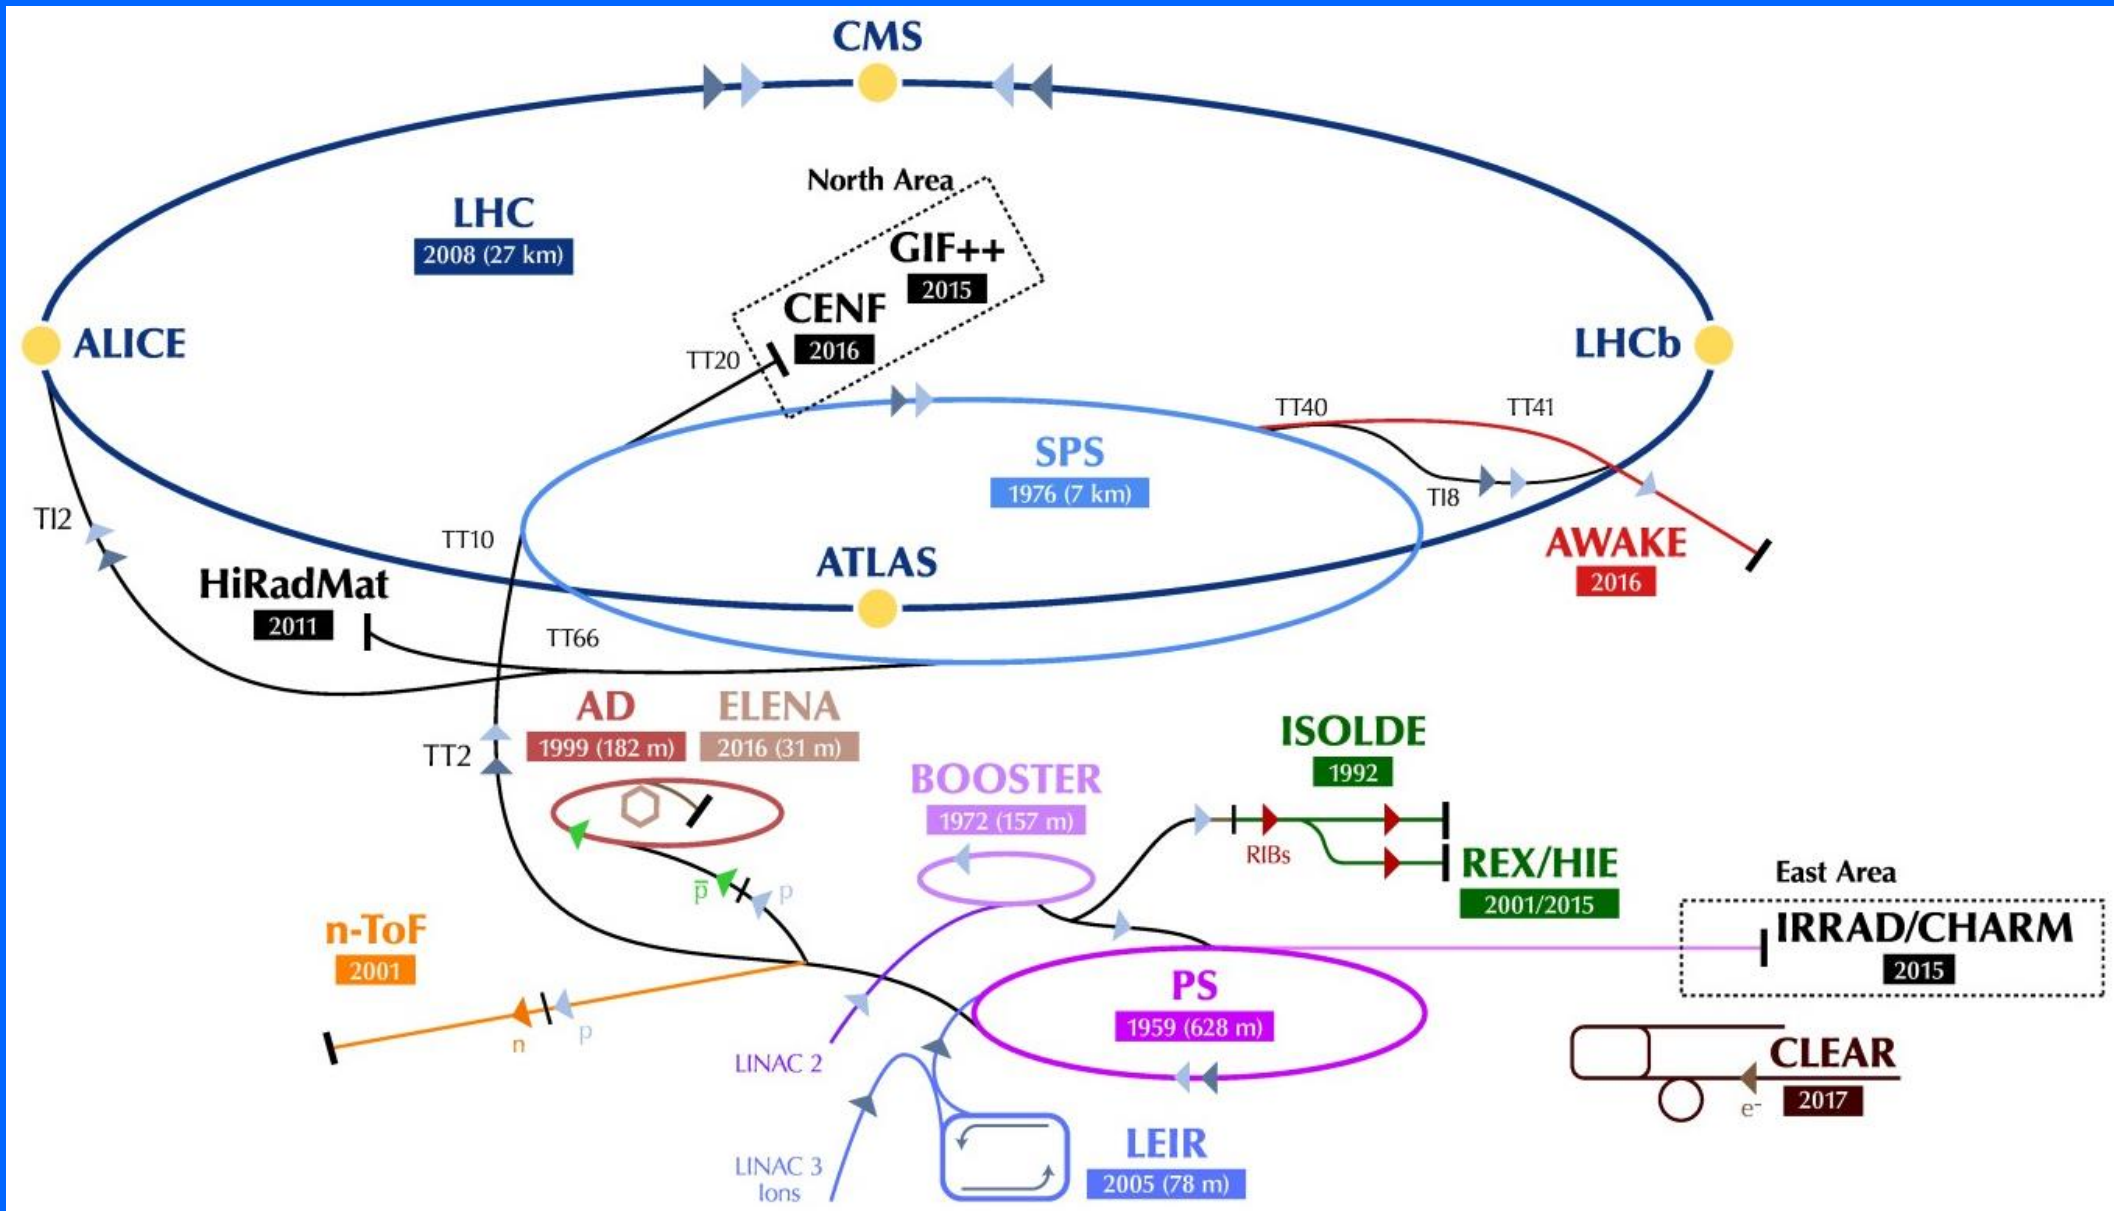 CMS
North Area
LHC
2008 (27 km)
GIF++
2015
CENF
2016
ALICE
LHCb
TT20
TT40
TT41
SPS
1976 (7 km)
TI8
TI2
TT10
ATLAS
AWAKE
2016
HiRadMat
2011
TT66
AD
1999 (182 m)
ELENA
2016 (31 m)
TT2
ISOLDE
1992
BOOSTER
1972 (157 m)
RIBs
REX/HIE
2001/2015
p̅
p
East Area
IRRAD/CHARM
2015
n-ToF
2001
PS
1959 (628 m)
n
p
LINAC 2
CLEAR
2017
e-
LEIR
2005 (78 m)
LINAC 3
Ions